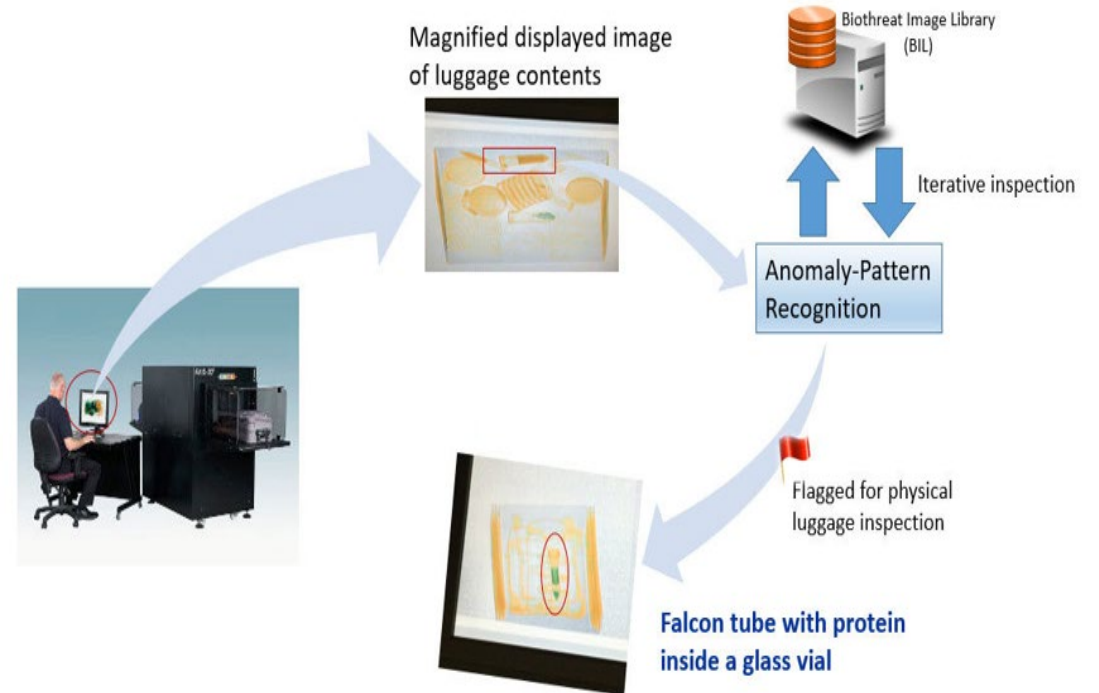 Magnified displayed image
of luggage contents
Biothreat Image Library
(BIL)
Iterative inspection
Anomaly-Pattern
Recognition
Flagged for physical
luggage inspection
Falcon tube with protein
inside a glass vial